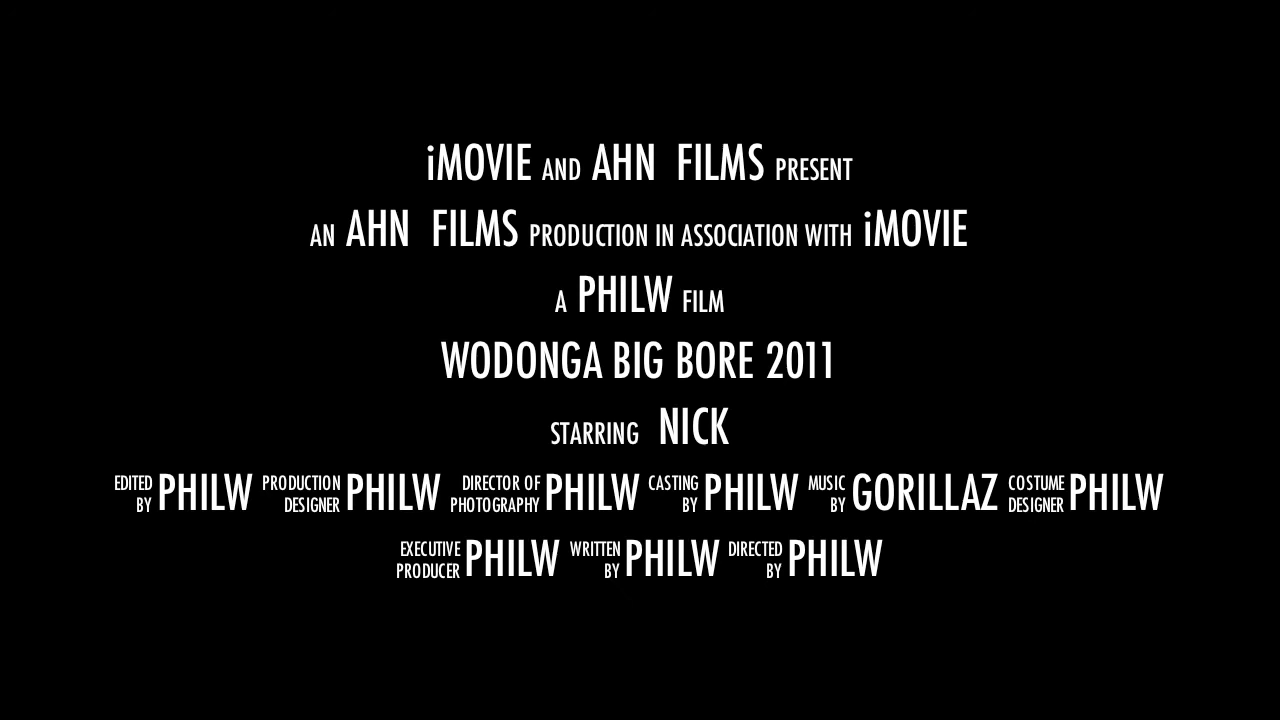 iMOVIE AND AHN FILMS PRESENT
AN AHN FILMS PRODUCTION IN ASSOCIATION WITH iMOVIE
A PHILW FILM
WODONGA BIG BORE 2011
STARRING NICK
EDITED BY PHILW PRODUCTION DESIGNER PHILW DIRECTOR OF PHOTOGRAPHY PHILW CASTING BY PHILW MUSIC BY GORILLAZ COSTUME DESIGNER PHILW
EXECUTIVE PRODUCER PHILW WRITTEN BY PHILW DIRECTED BY PHILW